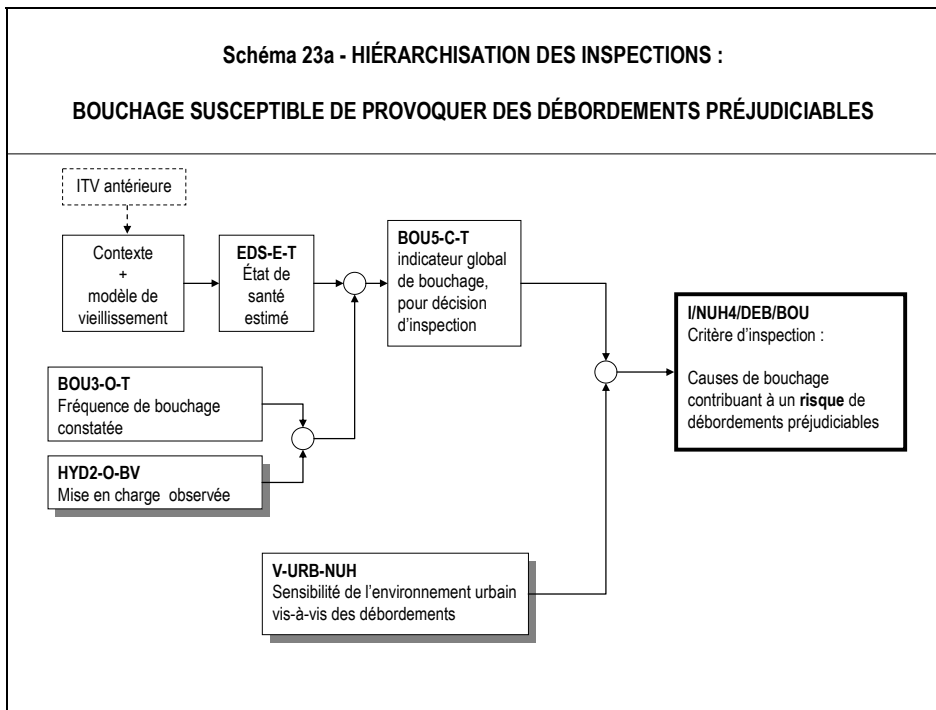 Schéma 23a - HIÉRARCHISATION DES INSPECTIONS :
BOUCHAGE SUSCEPTIBLE DE PROVOQUER DES DÉBORDEMENTS PRÉJUDICIABLES
ITV antérieure
Contexte
+
modèle de
vieillissement
EDS-E-T
État de
santé
estimé
BOU5-C-T
indicateur global
de bouchage,
pour décision
d'inspection
I/NUH4/DEB/BOU
Critère d'inspection :
Causes de bouchage
contribuant à un risque de
débordements préjudiciables
BOU3-O-T
Fréquence de bouchage
constatée
HYD2-O-BV
Mise en charge observée
V-URB-NUH
Sensibilité de l'environnement urbain
vis-à-vis des débordements